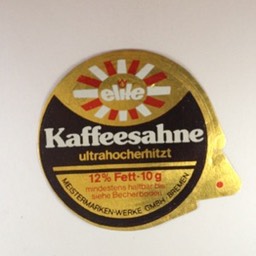 elite
Kaffeesahne
ultrahocherhitzt
12% Fett-10 g
mindestens haltbar bis
siehe Becherboden
MEISTERMARKEN-WERKE GMBH, BREMEN